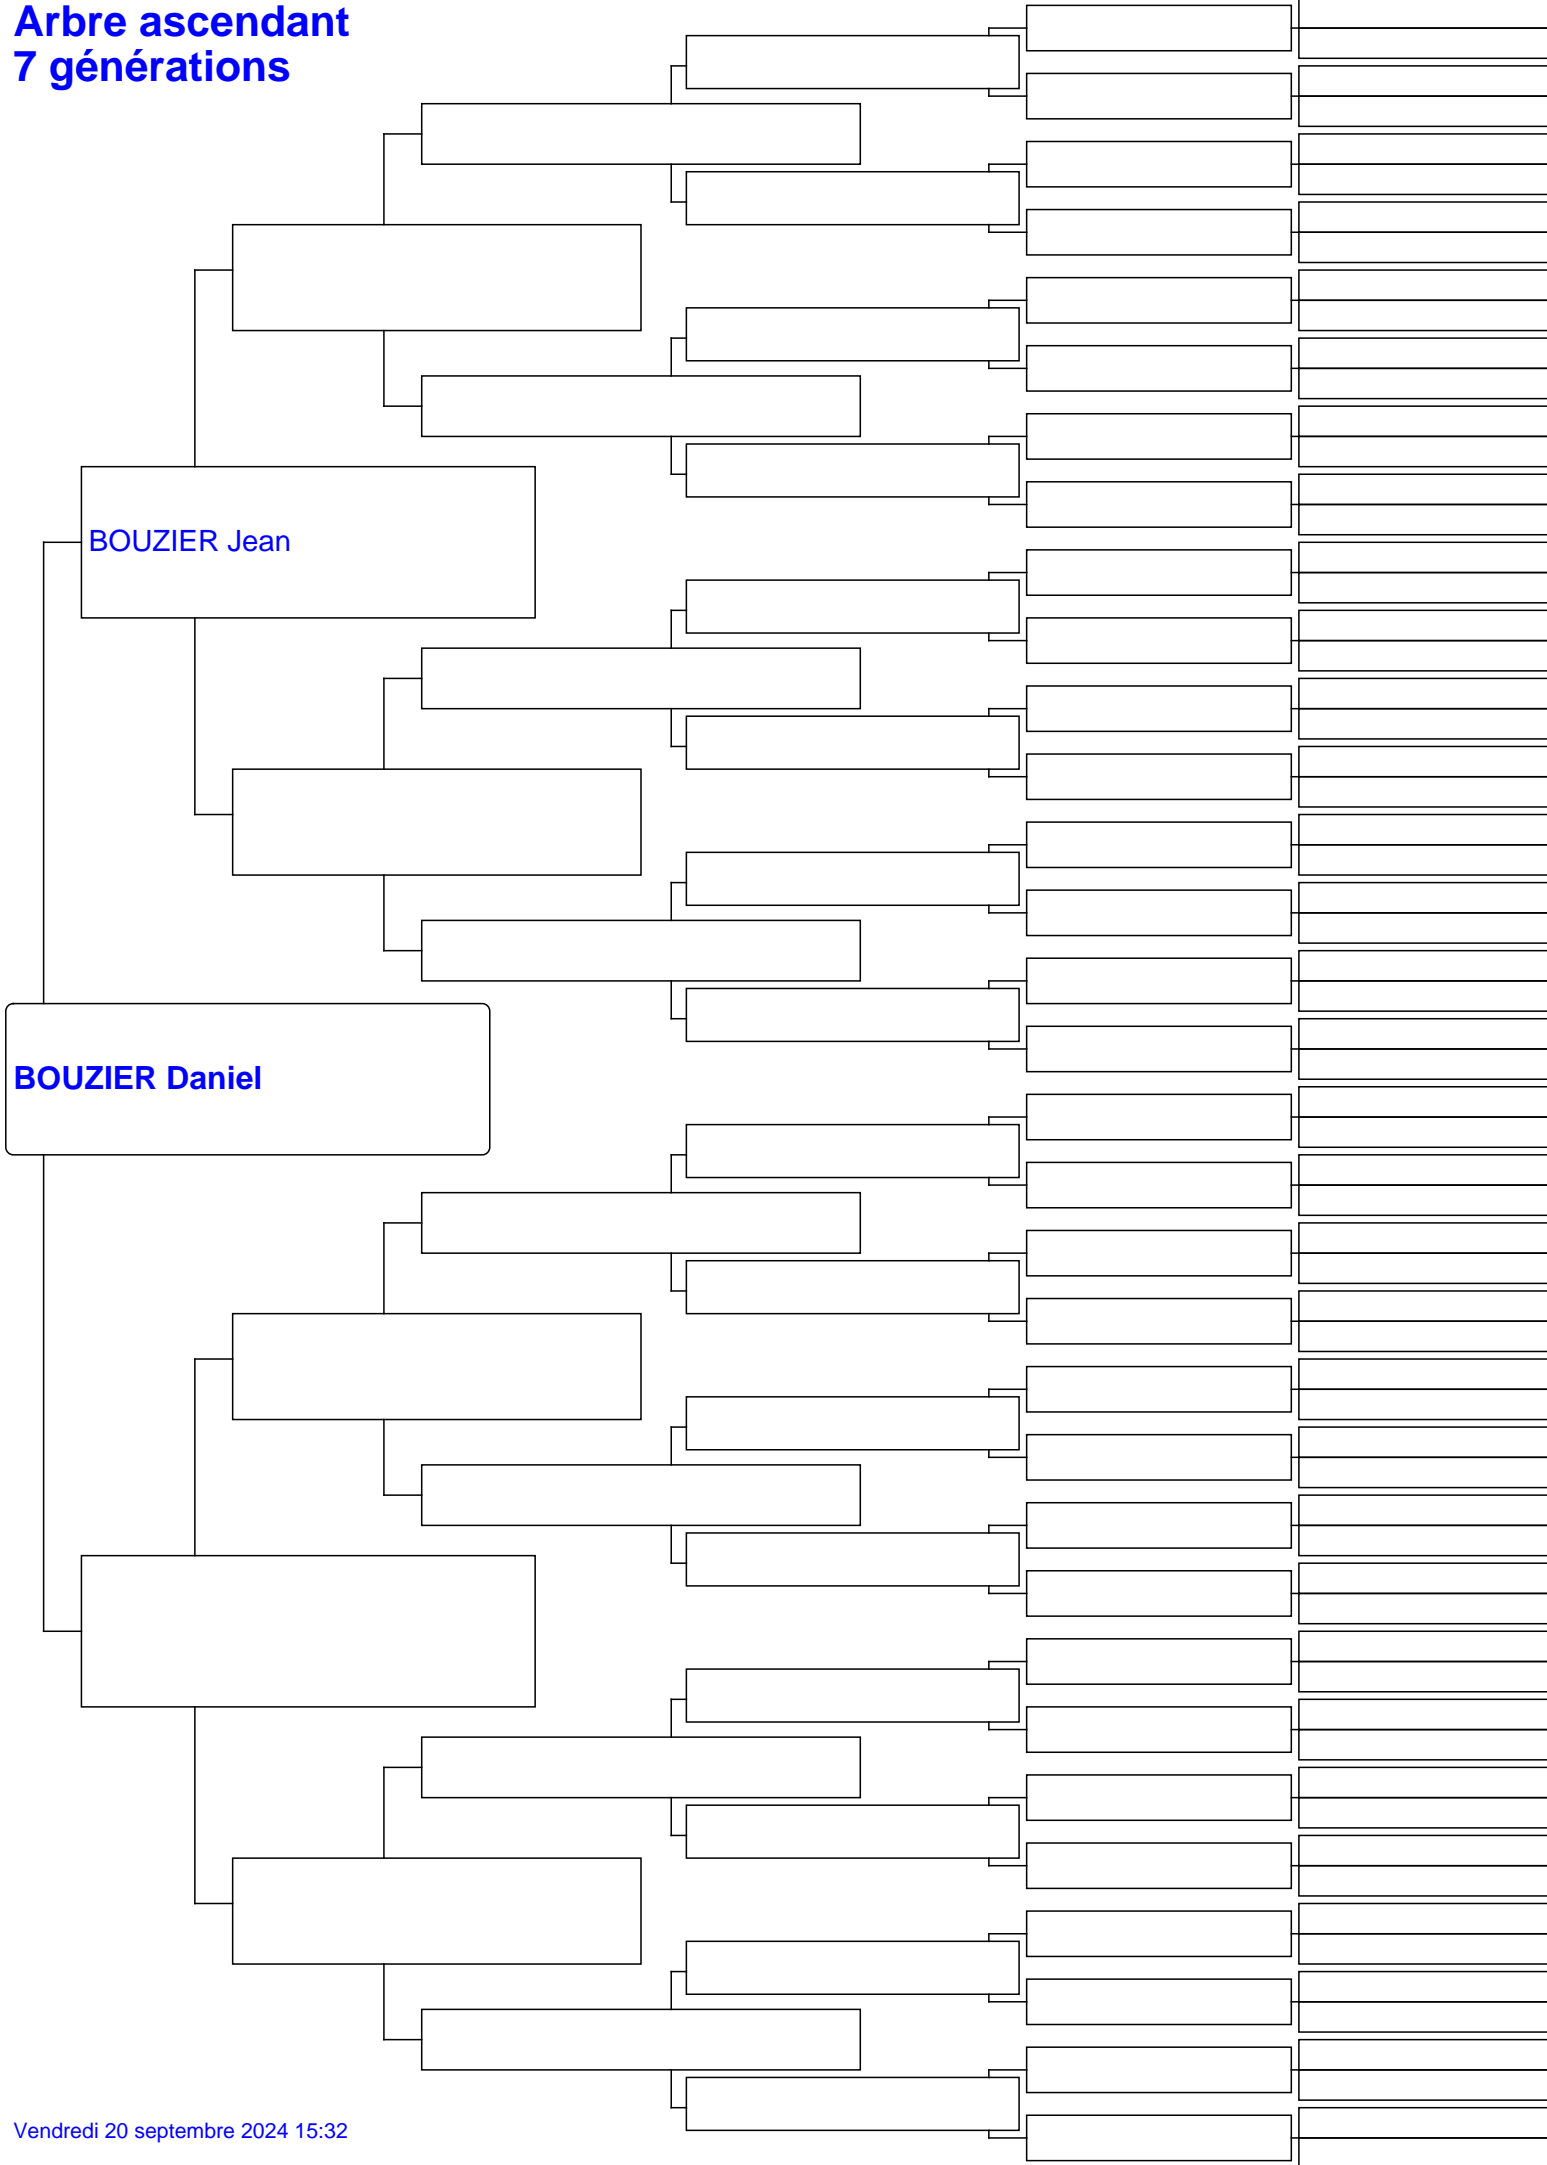 Arbre ascendant
7 générations
BOUZIER Jean
BOUZIER Daniel
Vendredi 20 septembre 2024 15:32